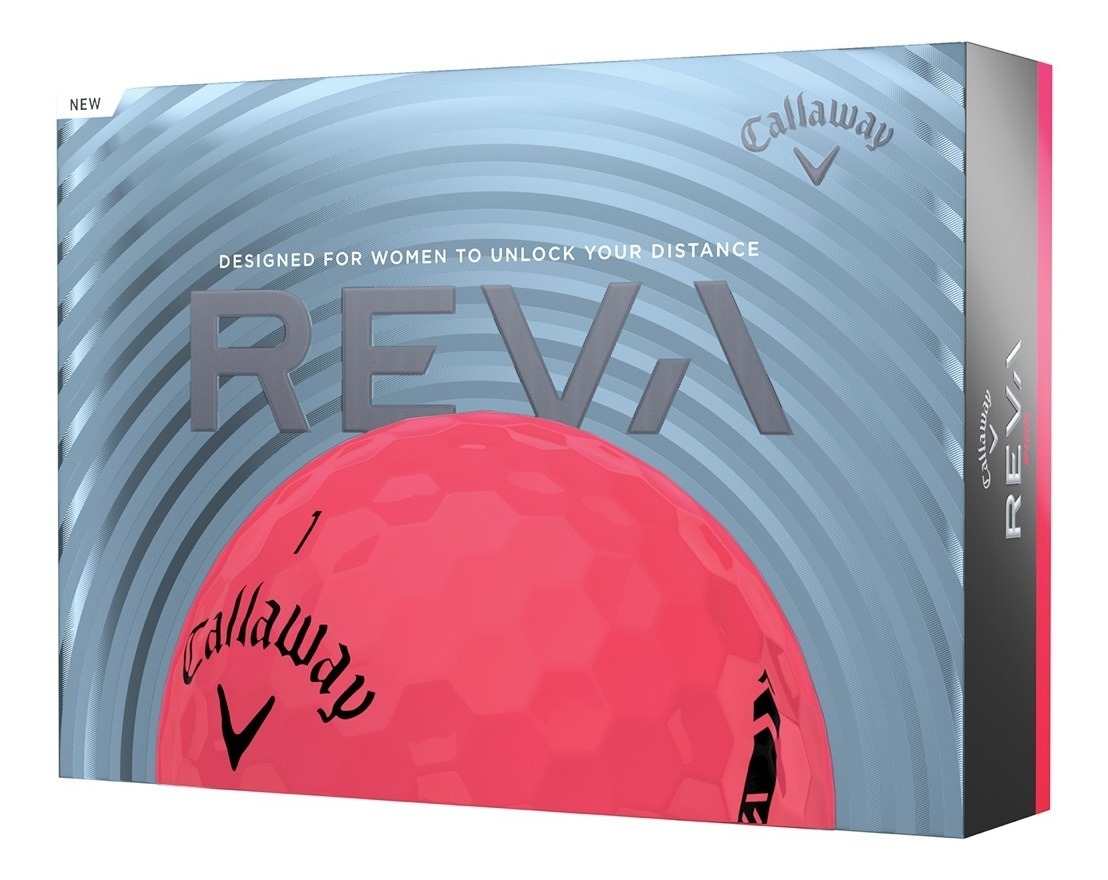 NEW
Callaway
DESIGNED FOR WOMEN TO UNLOCK YOUR DISTANCE
REVA
1
Callaway
Callaway
REVA